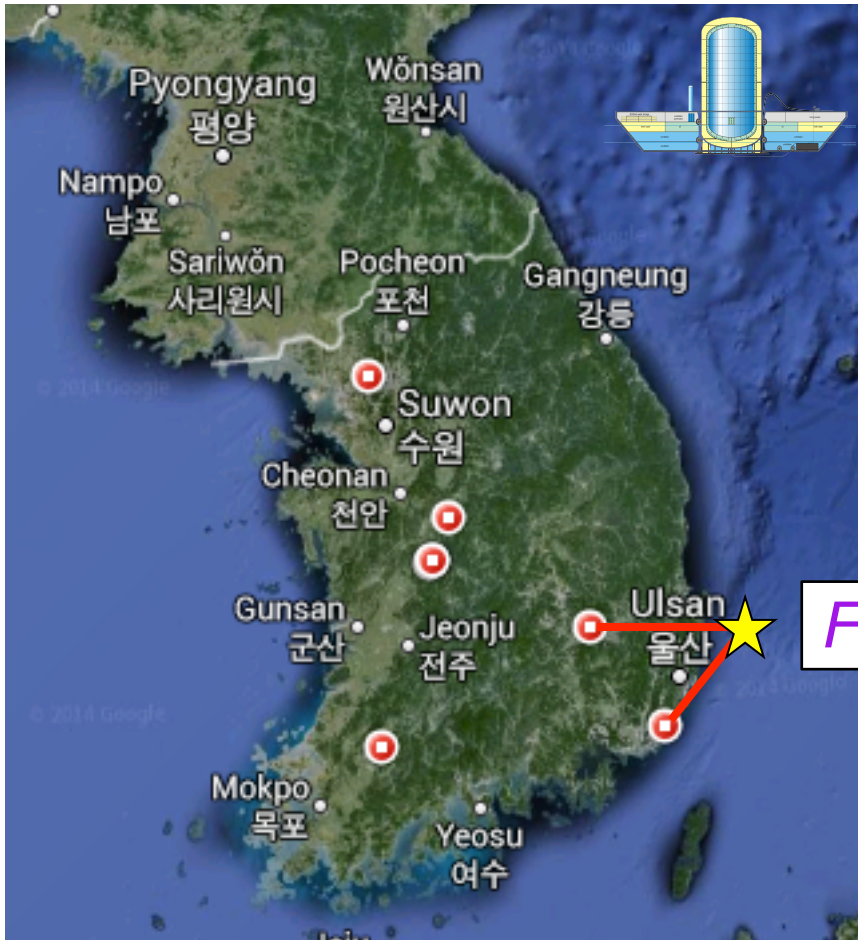 Wŏnsan
원산시
Pyongyang
평양
Nampo
남포
Sariwŏn
사리원시
Pocheon
포천
Gangneung
강릉
© 2014 Google
Suwon
수원
Cheonan
천안
Ulsan
울산
F
Gunsan
군산
Jeonju
전주
© 2014 Google
© 2014 Google
Mokpo
목포
Yeosu
여수